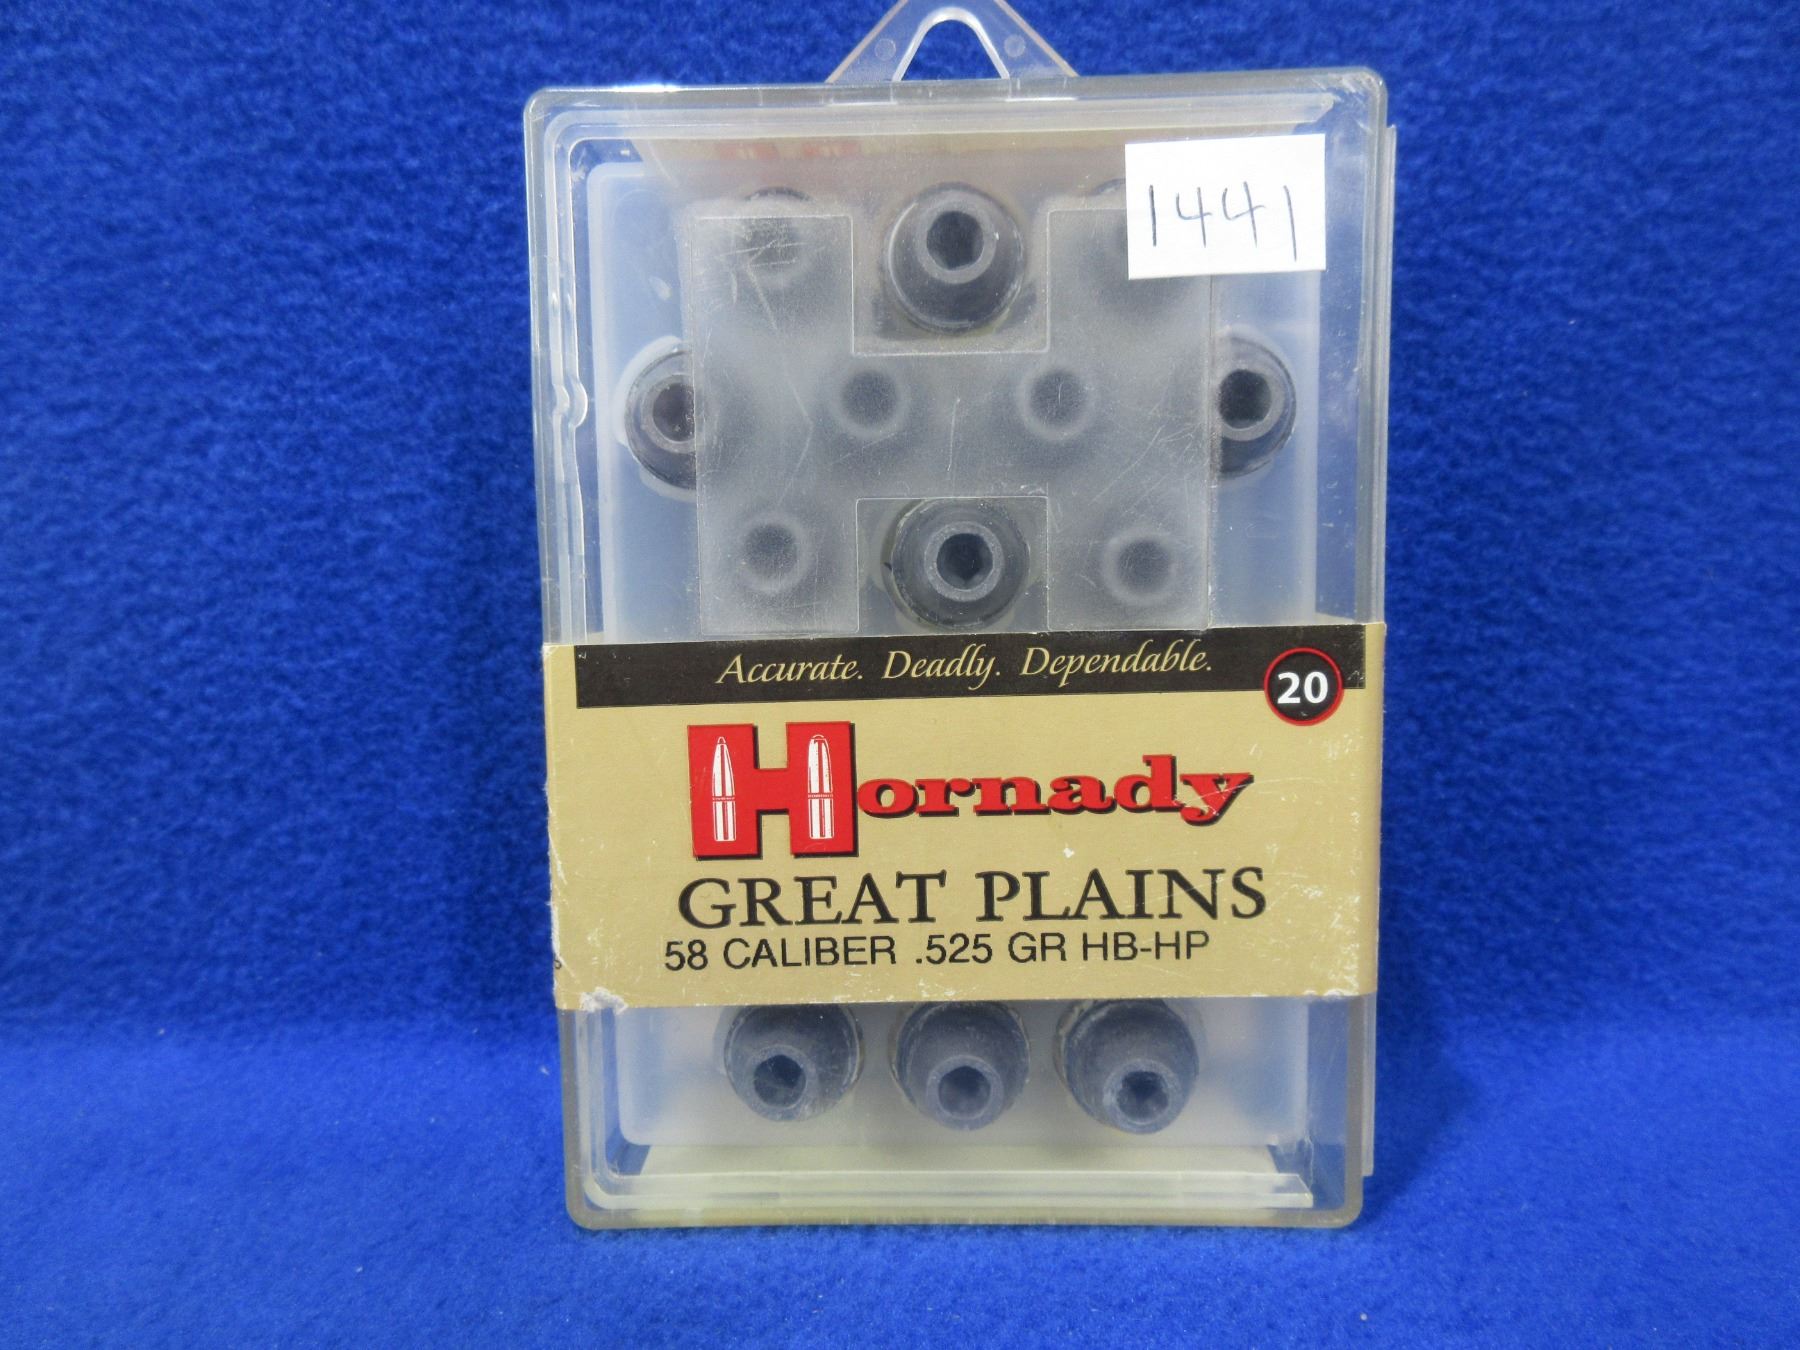 1441
Accurate. Deadly. Dependable.
20
Hornady
GREAT PLAINS
58 CALIBER .525 GR HB-HP